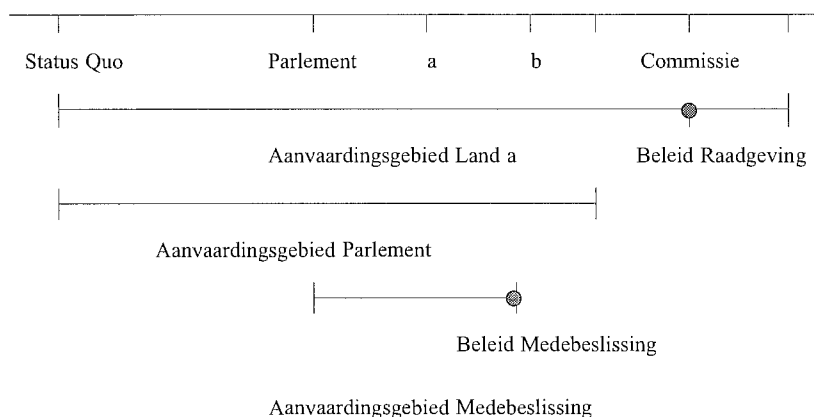 Status Quo Parlement a b Commissie
Aanvaardingsgebied Land a Beleid Raadgeving
Aanvaardingsgebied Parlement
Beleid Medebeslissing
Aanvaardingsgebied Medebeslissing